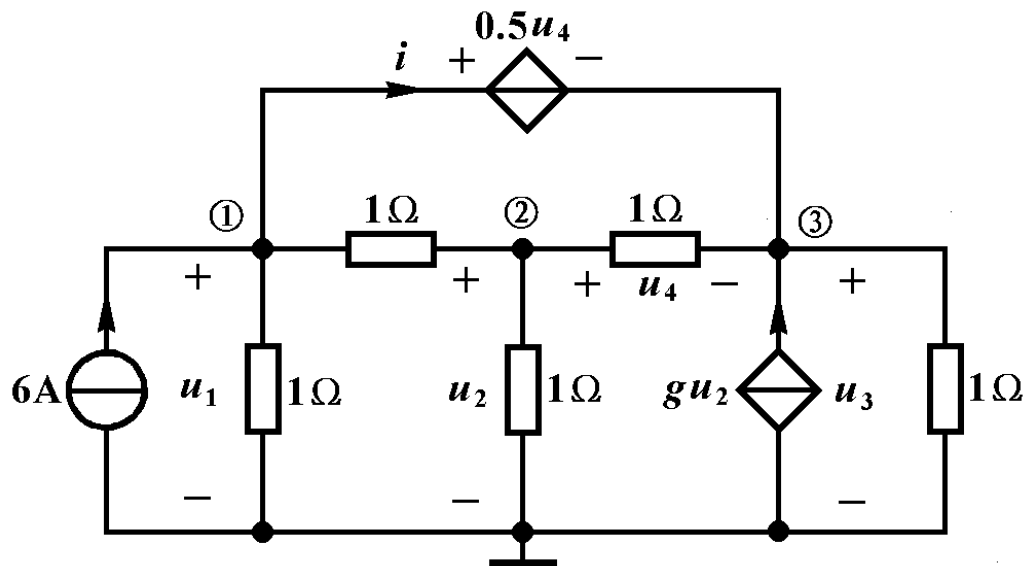 0.5u₄
i + −
① 1Ω ② 1Ω ③
+ + + u₄ − +
6A u₁ 1Ω u₂ 1Ω gu₂ u₃ 1Ω
− − −